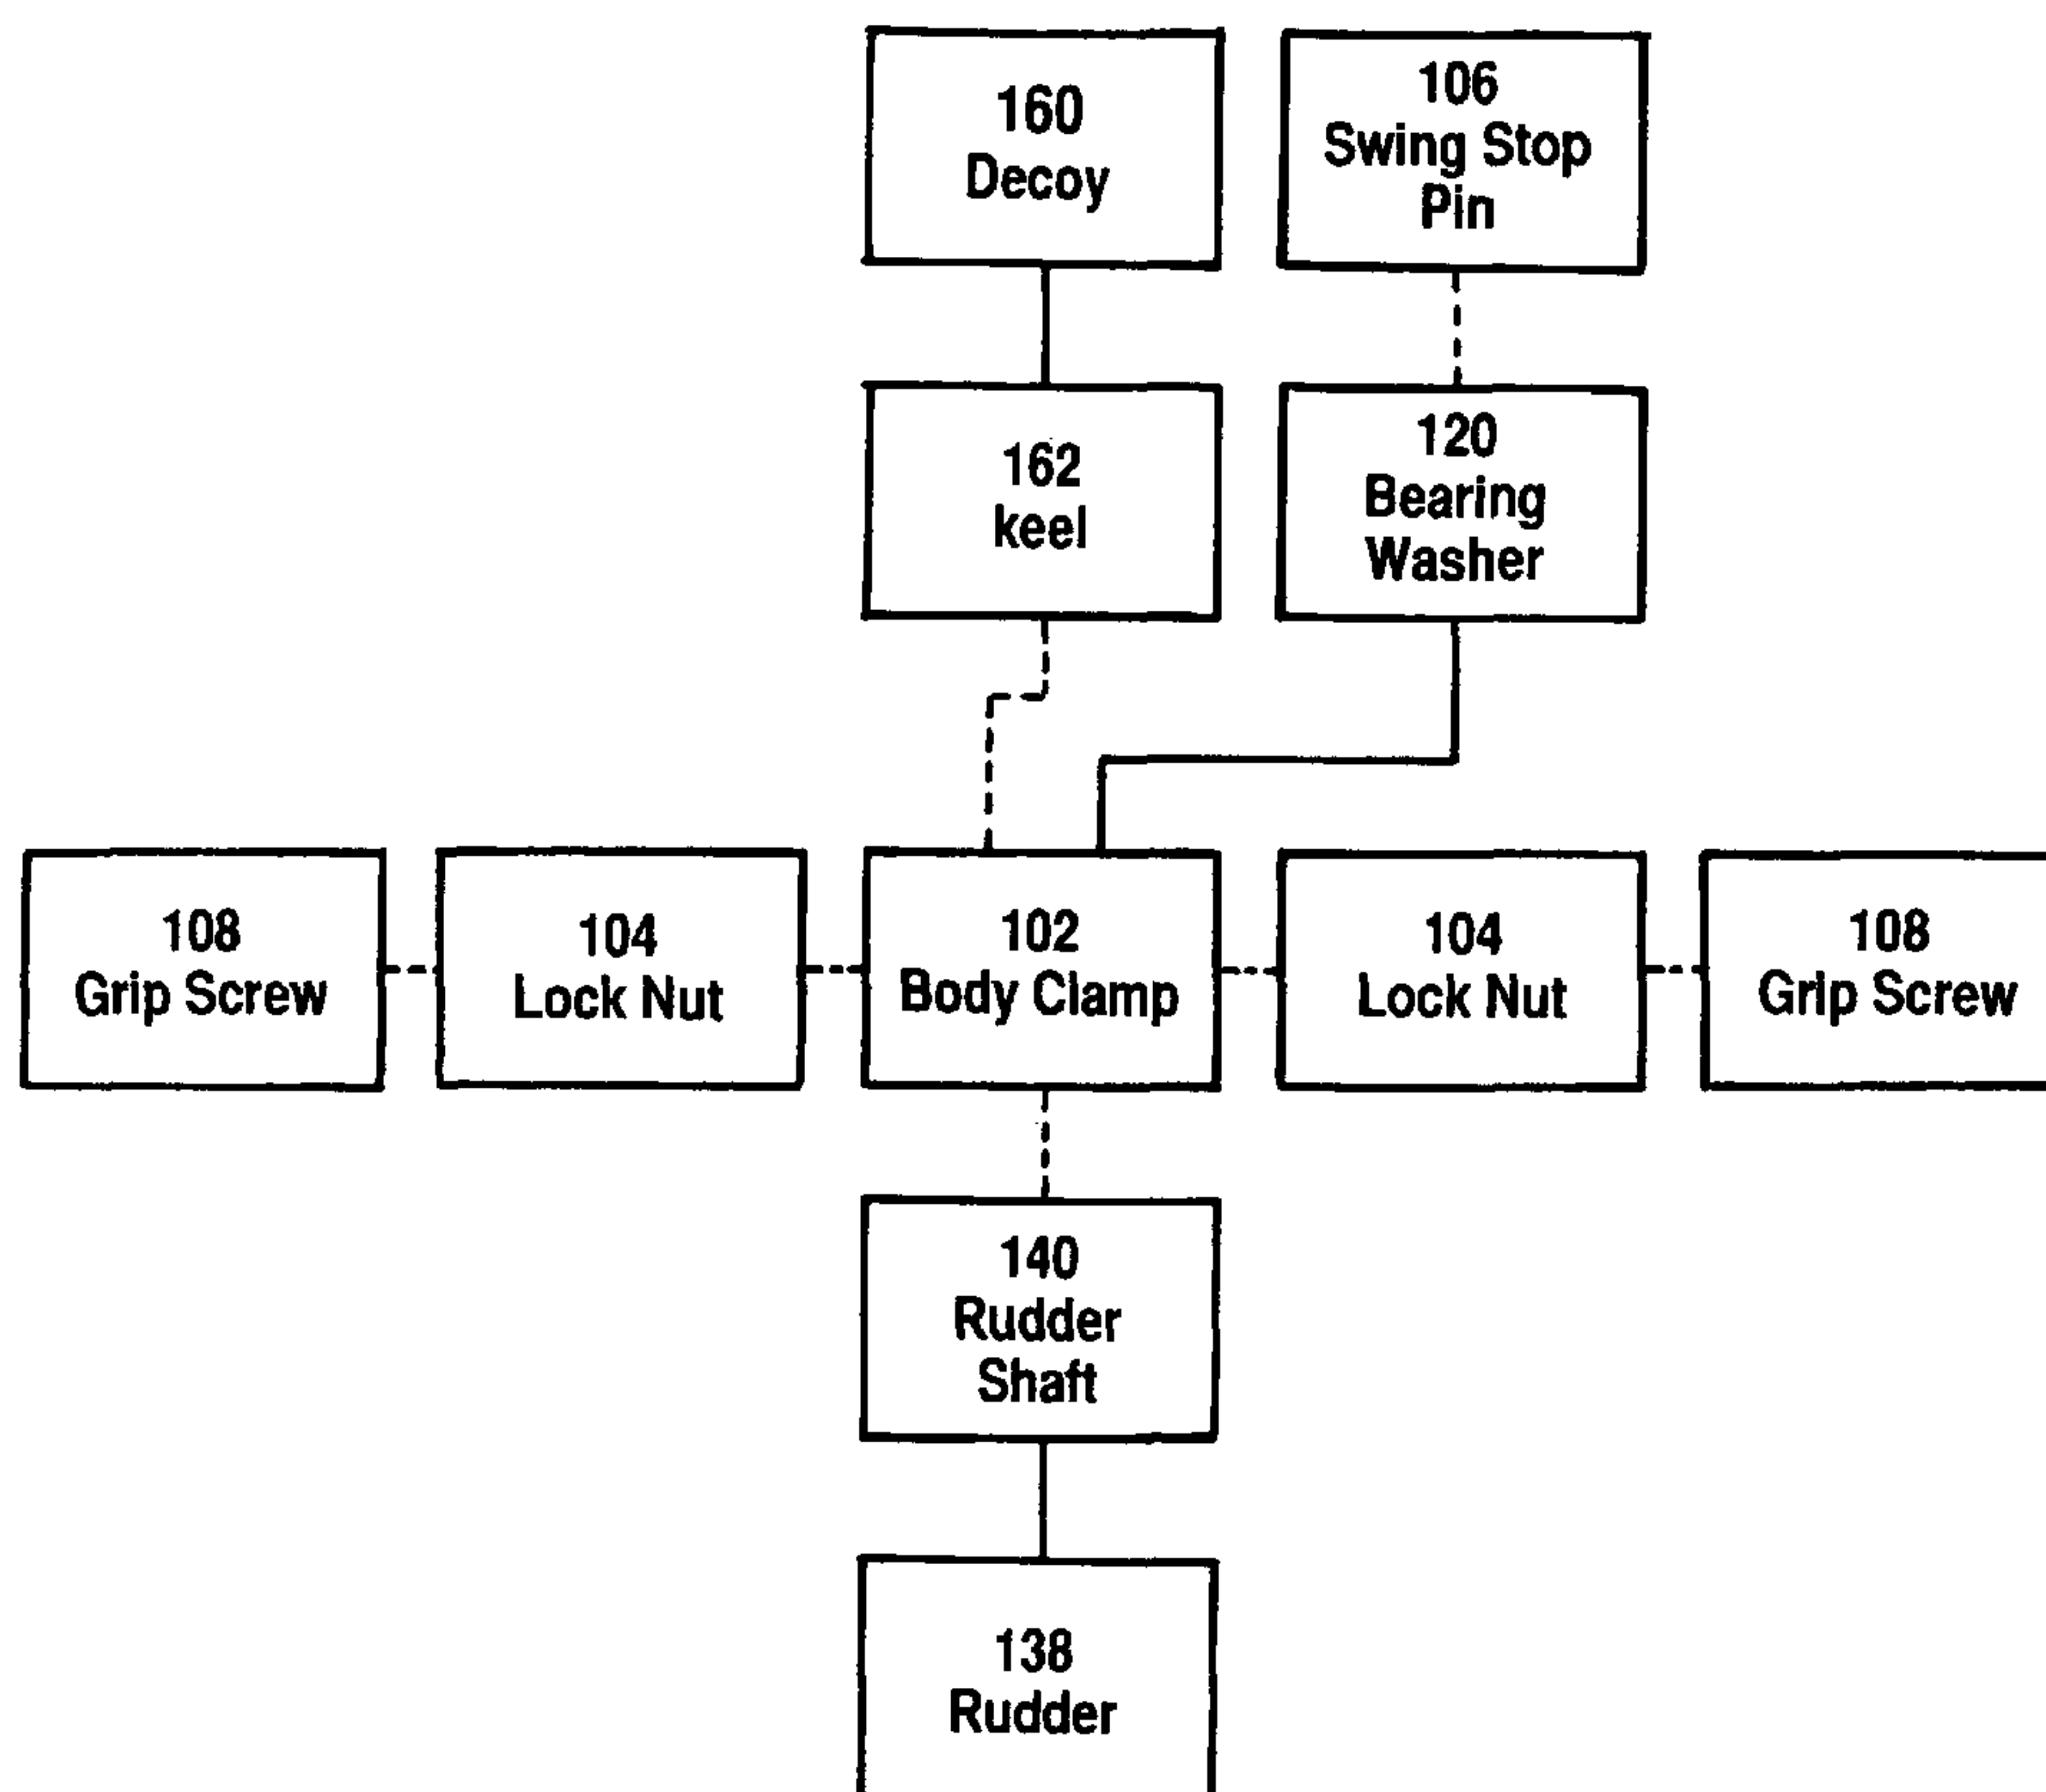 160
Decoy
106
Swing Stop
Pin
162
keel
120
Bearing
Washer
108
Grip Screw
104
Lock Nut
102
Body Clamp
104
Lock Nut
108
Grip Screw
140
Rudder
Shaft
138
Rudder